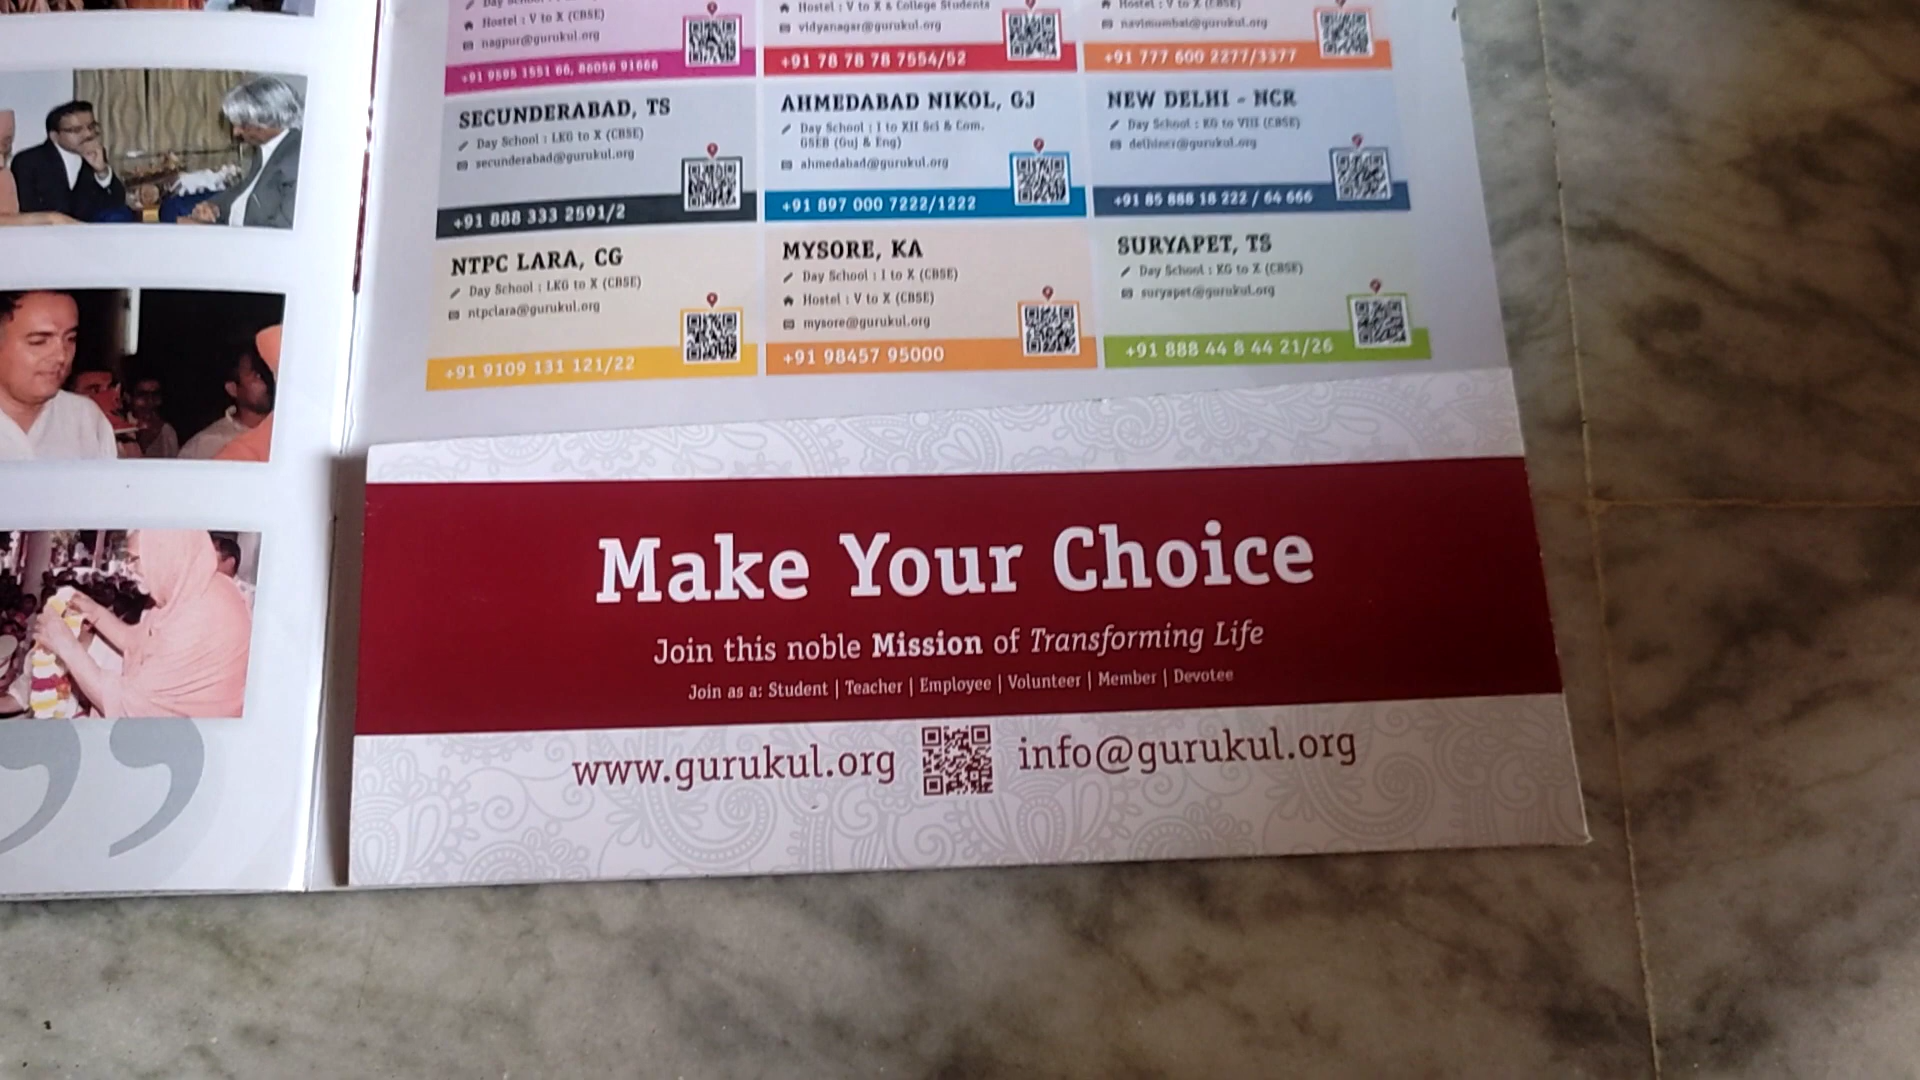 Hostel : V to X (CBSE)
nagpur@gurukul.org
+91 9595 1551 66, 86056 91666
Hostel : V to X & College Students
vidyanagar@gurukul.org
+91 78 78 78 7554/52
Hostel : V to X (CBSE)
navimumbai@gurukul.org
+91 777 600 2277/3377
SECUNDERABAD, TS
Day School : LKG to X (CBSE)
secunderabad@gurukul.org
+91 888 333 2591/2
AHMEDABAD NIKOL, GJ
Day School : I to XII Sci & Com,
GSEB (Guj & Eng)
ahmedabad@gurukul.org
+91 897 000 7222/1222
NEW DELHI - NCR
Day School : KG to VIII (CBSE)
delhincr@gurukul.org
+91 85 888 18 222 / 64 666
NTPC LARA, CG
Day School : LKG to X (CBSE)
ntpclara@gurukul.org
+91 9109 131 121/22
MYSORE, KA
Day School : I to X (CBSE)
Hostel : V to X (CBSE)
mysore@gurukul.org
+91 98457 95000
SURYAPET, TS
Day School : KG to X (CBSE)
suryapet@gurukul.org
+91 888 44 8 44 21/26
Make Your Choice
Join this noble Mission of Transforming Life
Join as a: Student | Teacher | Employee | Volunteer | Member | Devotee
www.gurukul.org info@gurukul.org